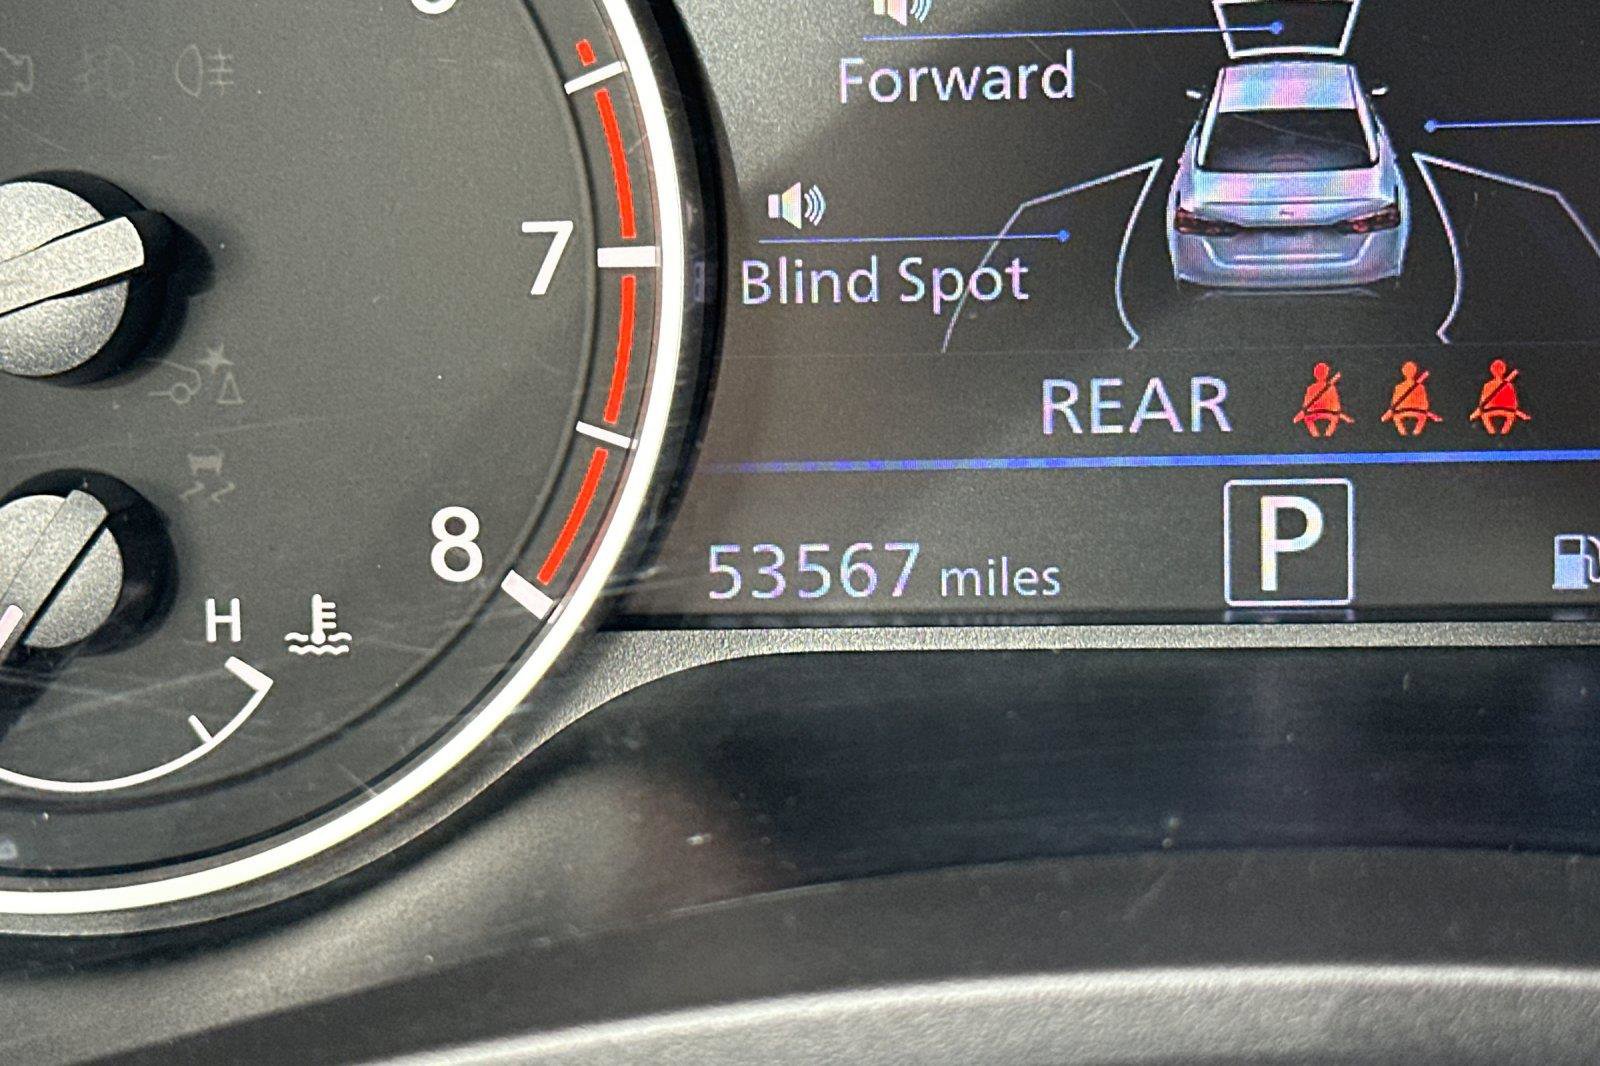 Forward
7
Blind Spot
REAR
8
53567 miles
P
H